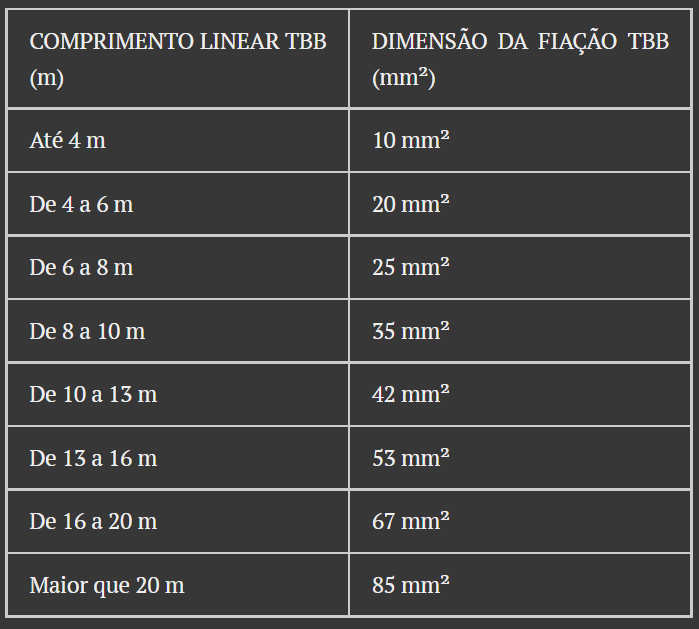 COMPRIMENTO LINEAR TBB
(m)
DIMENSÃO DA FIAÇÃO TBB
(mm²)
Até 4 m
10 mm²
De 4 a 6 m
20 mm²
De 6 a 8 m
25 mm²
De 8 a 10 m
35 mm²
De 10 a 13 m
42 mm²
De 13 a 16 m
53 mm²
De 16 a 20 m
67 mm²
Maior que 20 m
85 mm²